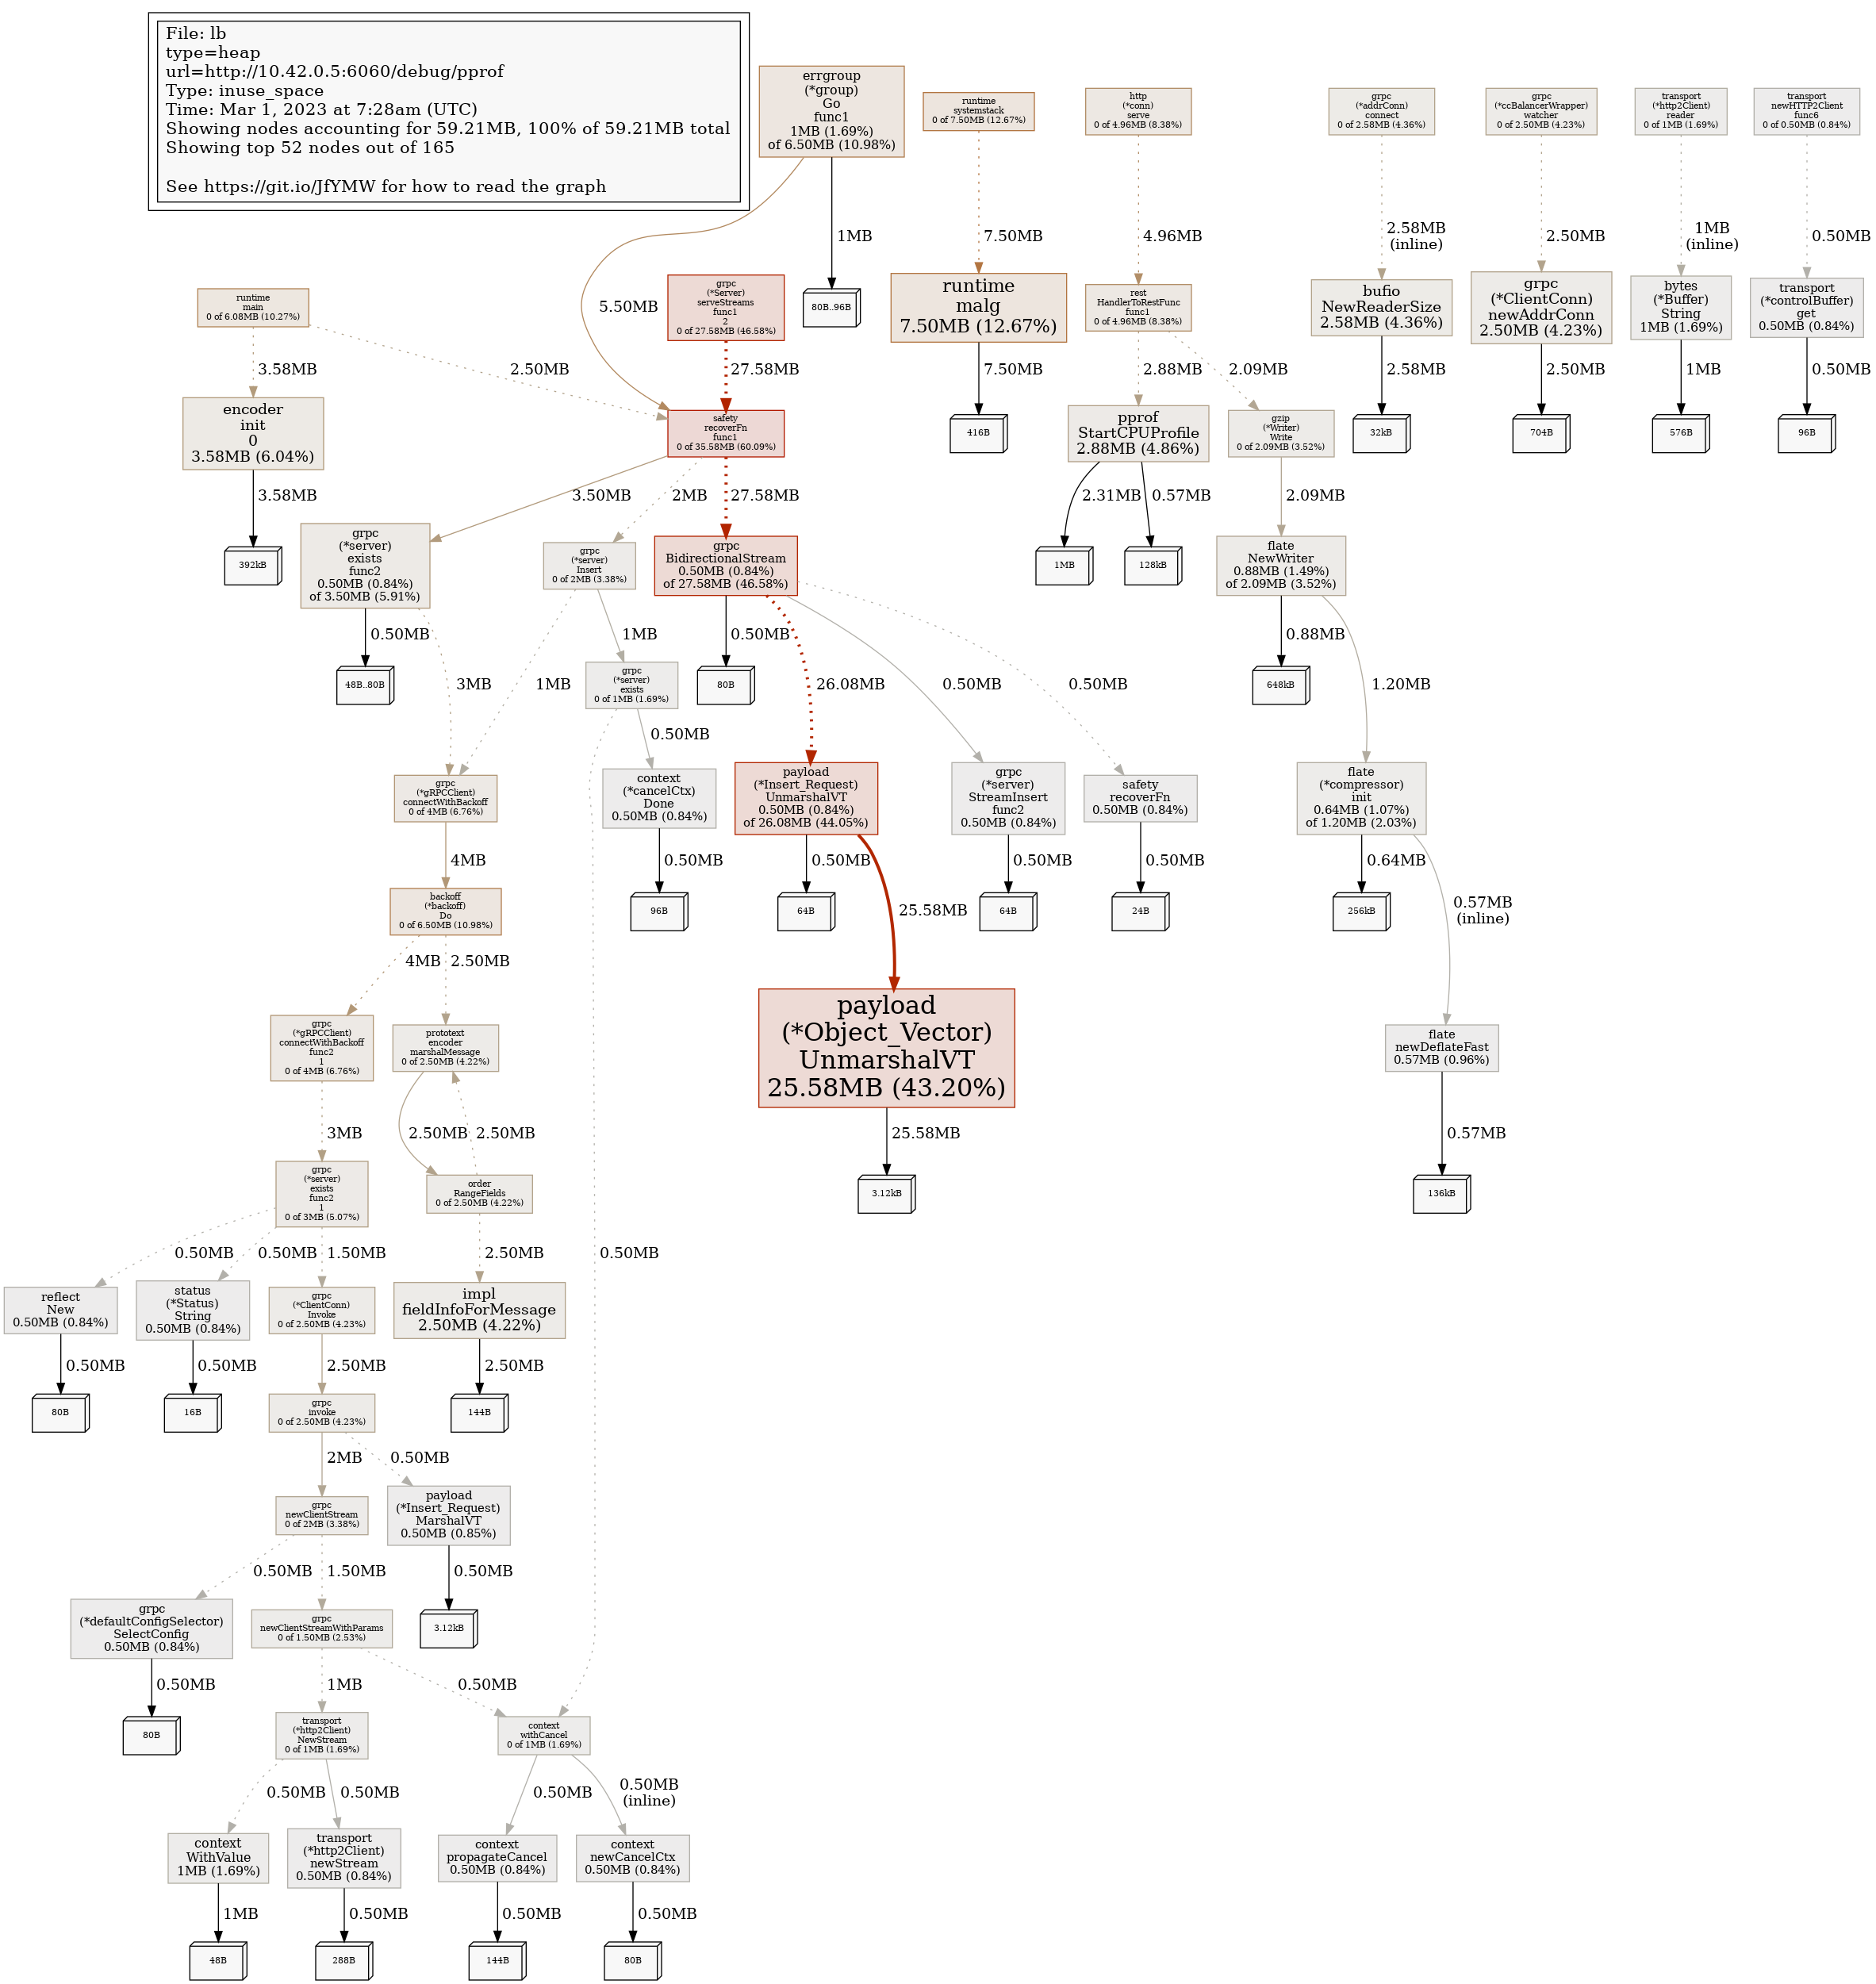 File: lb
type=heap
url=http://10.42.0.5:6060/debug/pprof
Type: inuse_space
Time: Mar 1, 2023 at 7:28am (UTC)
Showing nodes accounting for 59.21MB, 100% of 59.21MB total
Showing top 52 nodes out of 165
See https://git.io/JfYMW for how to read the graph
errgroup
(*group)
Go
func1
1MB (1.69%)
of 6.50MB (10.98%)
runtime
systemstack
0 of 7.50MB (12.67%)
http
(*conn)
serve
0 of 4.96MB (8.38%)
grpc
(*addrConn)
connect
0 of 2.58MB (4.36%)
grpc
(*ccBalancerWrapper)
watcher
0 of 2.50MB (4.23%)
transport
(*http2Client)
reader
0 of 1MB (1.69%)
transport
newHTTP2Client
func6
0 of 0.50MB (0.84%)
1MB
7.50MB
4.96MB
2.58MB
(inline)
2.50MB
1MB
(inline)
0.50MB
5.50MB
runtime
main
0 of 6.08MB (10.27%)
grpc
(*Server)
serveStreams
func1
2
0 of 27.58MB (46.58%)
80B..96B
runtime
malg
7.50MB (12.67%)
rest
HandlerToRestFunc
func1
0 of 4.96MB (8.38%)
bufio
NewReaderSize
2.58MB (4.36%)
grpc
(*ClientConn)
newAddrConn
2.50MB (4.23%)
bytes
(*Buffer)
String
1MB (1.69%)
transport
(*controlBuffer)
get
0.50MB (0.84%)
3.58MB
2.50MB
27.58MB
7.50MB
2.88MB
2.09MB
2.58MB
2.50MB
1MB
0.50MB
encoder
init
0
3.58MB (6.04%)
safety
recoverFn
func1
0 of 35.58MB (60.09%)
416B
pprof
StartCPUProfile
2.88MB (4.86%)
gzip
(*Writer)
Write
0 of 2.09MB (3.52%)
32kB
704B
576B
96B
3.58MB
3.50MB
2MB
27.58MB
2.31MB
0.57MB
2.09MB
392kB
grpc
(*server)
exists
func2
0.50MB (0.84%)
of 3.50MB (5.91%)
grpc
(*server)
Insert
0 of 2MB (3.38%)
grpc
BidirectionalStream
0.50MB (0.84%)
of 27.58MB (46.58%)
1MB
128kB
flate
NewWriter
0.88MB (1.49%)
of 2.09MB (3.52%)
0.50MB
1MB
0.50MB
0.88MB
48B..80B
3MB
1MB
grpc
(*server)
exists
0 of 1MB (1.69%)
80B
26.08MB
0.50MB
0.50MB
648kB
1.20MB
0.50MB
grpc
(*gRPCClient)
connectWithBackoff
0 of 4MB (6.76%)
context
(*cancelCtx)
Done
0.50MB (0.84%)
payload
(*Insert_Request)
UnmarshalVT
0.50MB (0.84%)
of 26.08MB (44.05%)
grpc
(*server)
StreamInsert
func2
0.50MB (0.84%)
safety
recoverFn
0.50MB (0.84%)
flate
(*compressor)
init
0.64MB (1.07%)
of 1.20MB (2.03%)
4MB
0.50MB
0.50MB
0.50MB
0.50MB
0.64MB
backoff
(*backoff)
Do
0 of 6.50MB (10.98%)
96B
64B
25.58MB
64B
24B
256kB
0.57MB
(inline)
4MB
2.50MB
grpc
(*gRPCClient)
connectWithBackoff
func2
1
0 of 4MB (6.76%)
prototext
encoder
marshalMessage
0 of 2.50MB (4.22%)
payload
(*Object_Vector)
UnmarshalVT
25.58MB (43.20%)
flate
newDeflateFast
0.57MB (0.96%)
3MB
2.50MB
2.50MB
25.58MB
0.57MB
grpc
(*server)
exists
func2
1
0 of 3MB (5.07%)
order
RangeFields
0 of 2.50MB (4.22%)
3.12kB
136kB
0.50MB
0.50MB
1.50MB
2.50MB
0.50MB
reflect
New
0.50MB (0.84%)
status
(*Status)
String
0.50MB (0.84%)
grpc
(*ClientConn)
Invoke
0 of 2.50MB (4.23%)
impl
fieldInfoForMessage
2.50MB (4.22%)
0.50MB
0.50MB
2.50MB
2.50MB
80B
16B
grpc
invoke
0 of 2.50MB (4.23%)
144B
2MB
0.50MB
grpc
newClientStream
0 of 2MB (3.38%)
payload
(*Insert_Request)
MarshalVT
0.50MB (0.85%)
0.50MB
1.50MB
0.50MB
grpc
(*defaultConfigSelector)
SelectConfig
0.50MB (0.84%)
grpc
newClientStreamWithParams
0 of 1.50MB (2.53%)
3.12kB
0.50MB
1MB
0.50MB
80B
transport
(*http2Client)
NewStream
0 of 1MB (1.69%)
context
withCancel
0 of 1MB (1.69%)
0.50MB
0.50MB
0.50MB
0.50MB
(inline)
context
WithValue
1MB (1.69%)
transport
(*http2Client)
newStream
0.50MB (0.84%)
context
propagateCancel
0.50MB (0.84%)
context
newCancelCtx
0.50MB (0.84%)
1MB
0.50MB
0.50MB
0.50MB
48B
288B
144B
80B